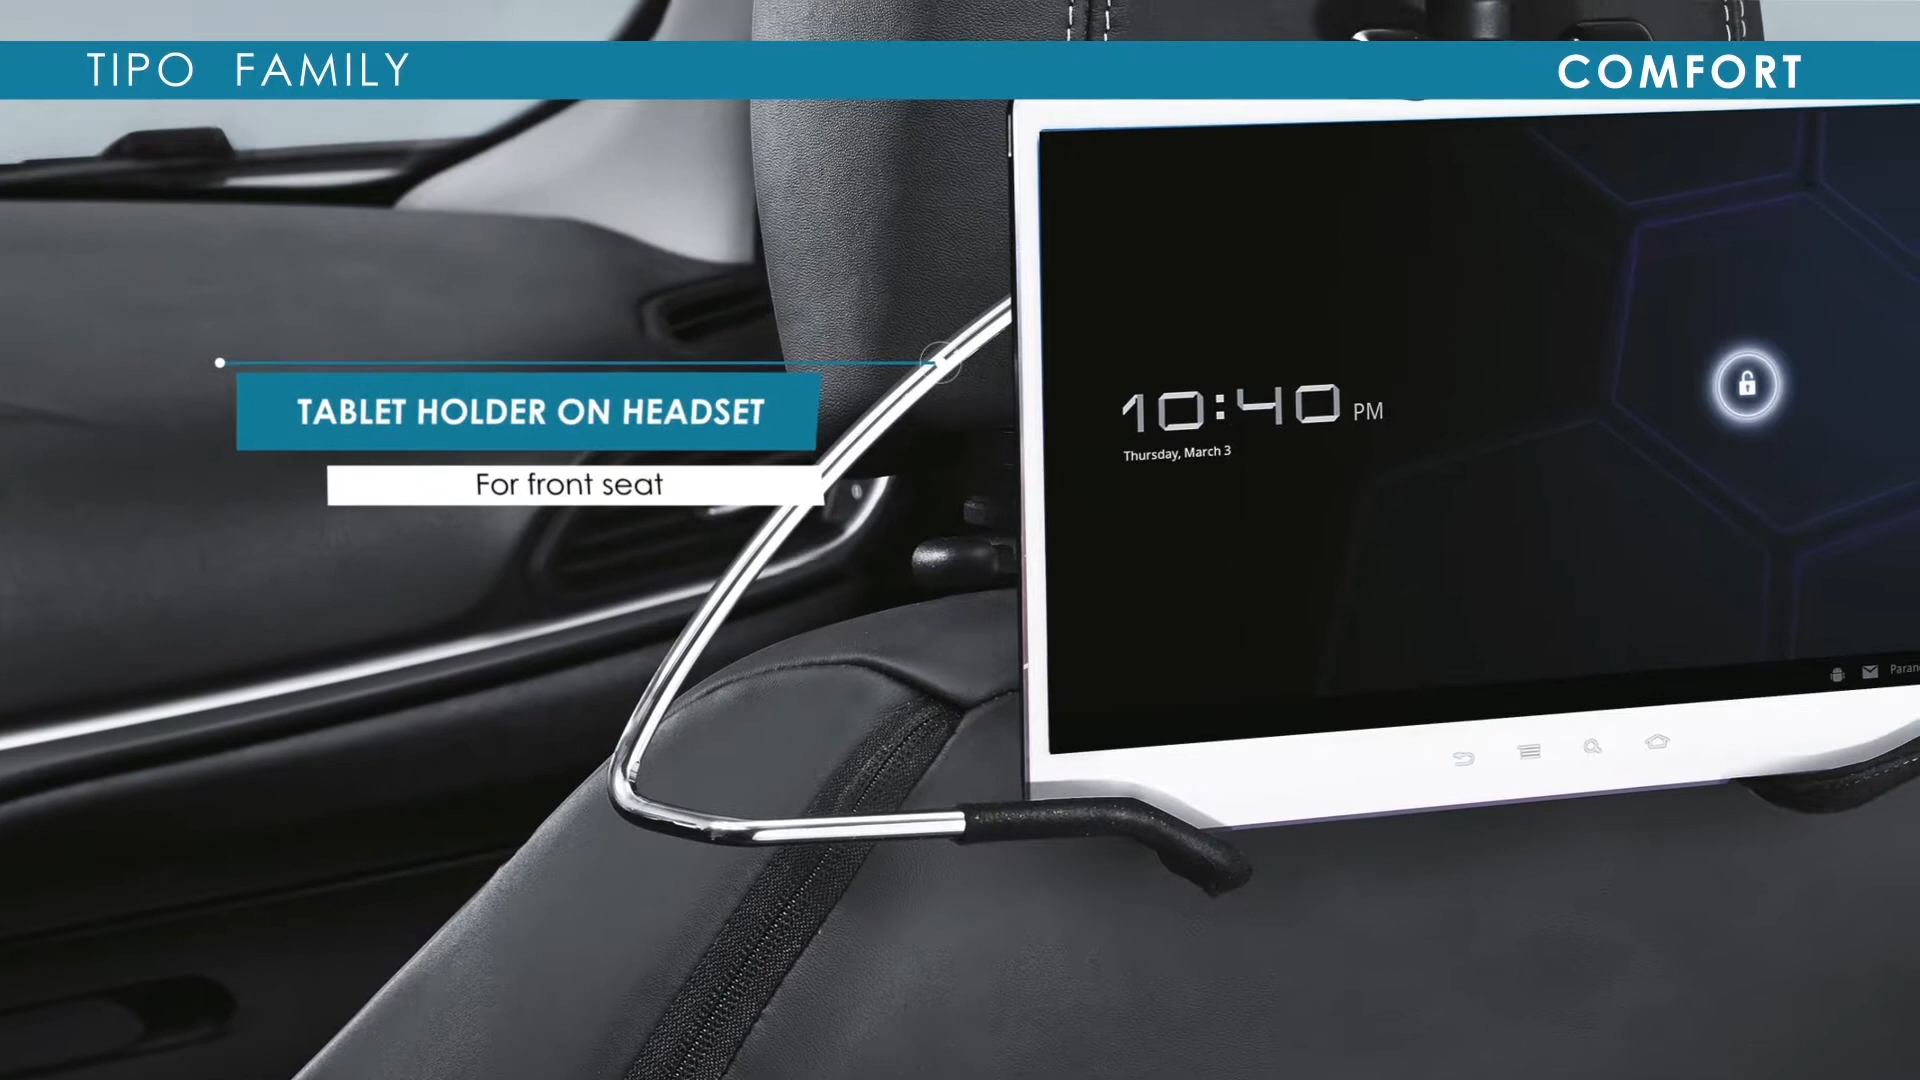 TIPO FAMILY
COMFORT
TABLET HOLDER ON HEADSET
For front seat
10:40 PM
Thursday, March 3